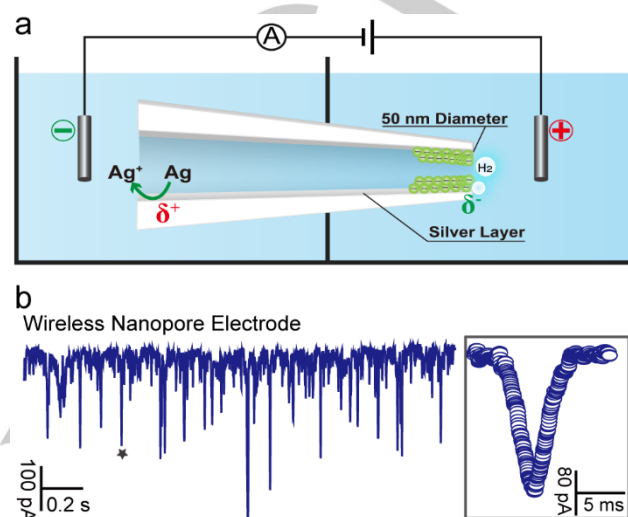 a
A
50 nm Diameter
− +
Ag⁺ Ag H₂
δ⁺ δ⁻
Silver Layer
b
Wireless Nanopore Electrode
100 pA
0.2 s
80 pA
5 ms